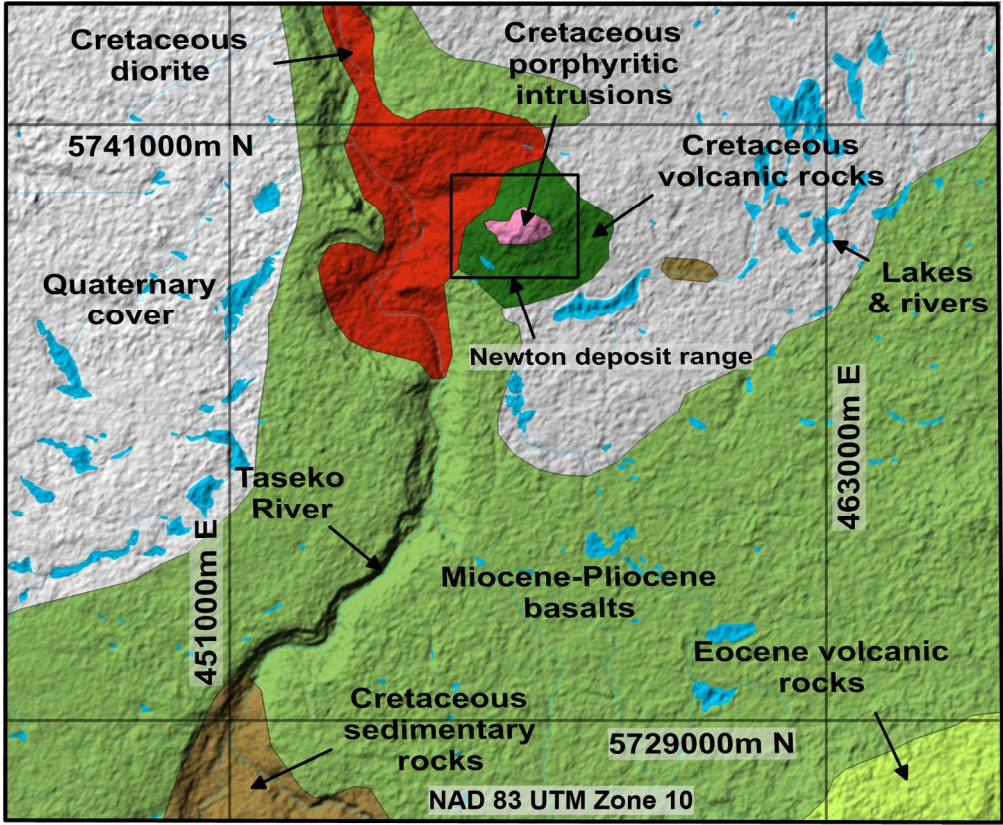 Cretaceous
diorite
Cretaceous
porphyritic
intrusions
5741000m N
Cretaceous
volcanic rocks
Quaternary
cover
Lakes
& rivers
Newton deposit range
463000m E
Taseko
River
451000m E
Miocene-Pliocene
basalts
Eocene volcanic
rocks
Cretaceous
sedimentary
rocks
5729000m N
NAD 83 UTM Zone 10